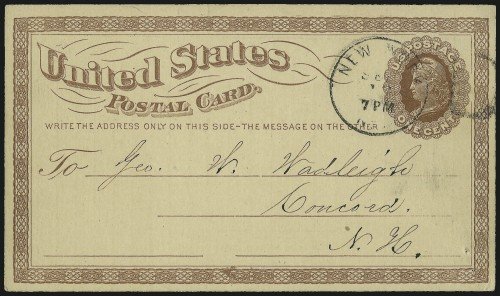 United States
POSTAL CARD.
WRITE THE ADDRESS ONLY ON THIS SIDE–THE MESSAGE ON THE OTHER
NEW
7 PM
U.S. POSTAGE
ONE CENT
To Geo. W. Wadleigh
Concord.
N. H.